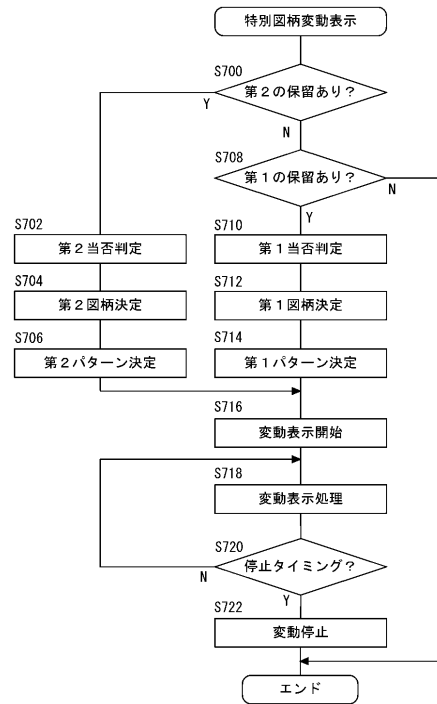 特別図柄変動表示
S700
第２の保留あり？
Y
N
S708
第１の保留あり？
N
Y
S702
第２当否判定
S710
第１当否判定
S704
第２図柄決定
S712
第１図柄決定
S706
第２パターン決定
S714
第１パターン決定
S716
変動表示開始
S718
変動表示処理
S720
停止タイミング？
N
Y
S722
変動停止
エンド